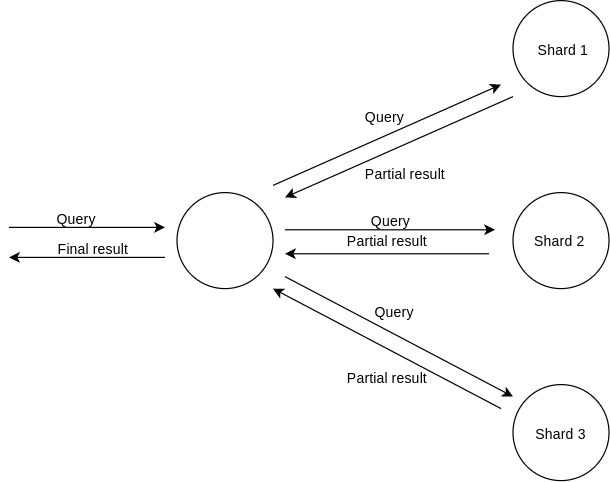 Shard 1
Query
Partial result
Query
Query
Partial result
Shard 2
Final result
Query
Partial result
Shard 3